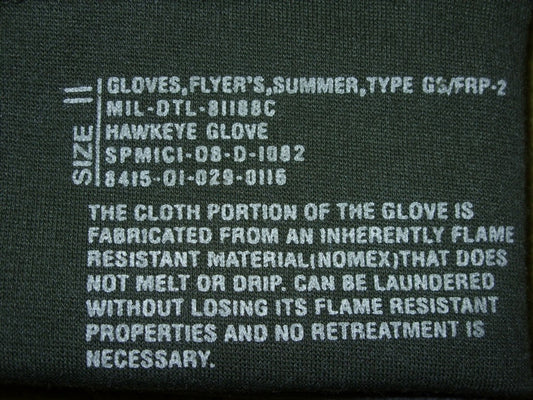 SIZE 11
GLOVES,FLYER'S,SUMMER,TYPE GS/FRP-2
MIL-DTL-81188C
HAWKEYE GLOVE
SPM1C1-08-D-1082
8415-01-029-0116
THE CLOTH PORTION OF THE GLOVE IS
FABRICATED FROM AN INHERENTLY FLAME
RESISTANT MATERIAL(NOMEX)THAT DOES
NOT MELT OR DRIP. CAN BE LAUNDERED
WITHOUT LOSING ITS FLAME RESISTANT
PROPERTIES AND NO RETREATMENT IS
NECESSARY.